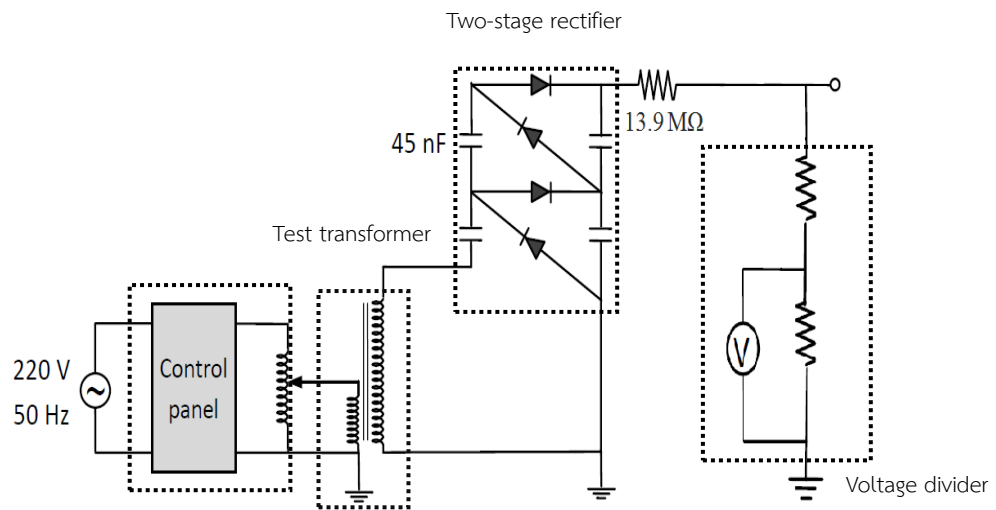 Two-stage rectifier
13.9 MΩ
45 nF
Test transformer
220 V
50 Hz
~
Control
panel
V
Voltage divider